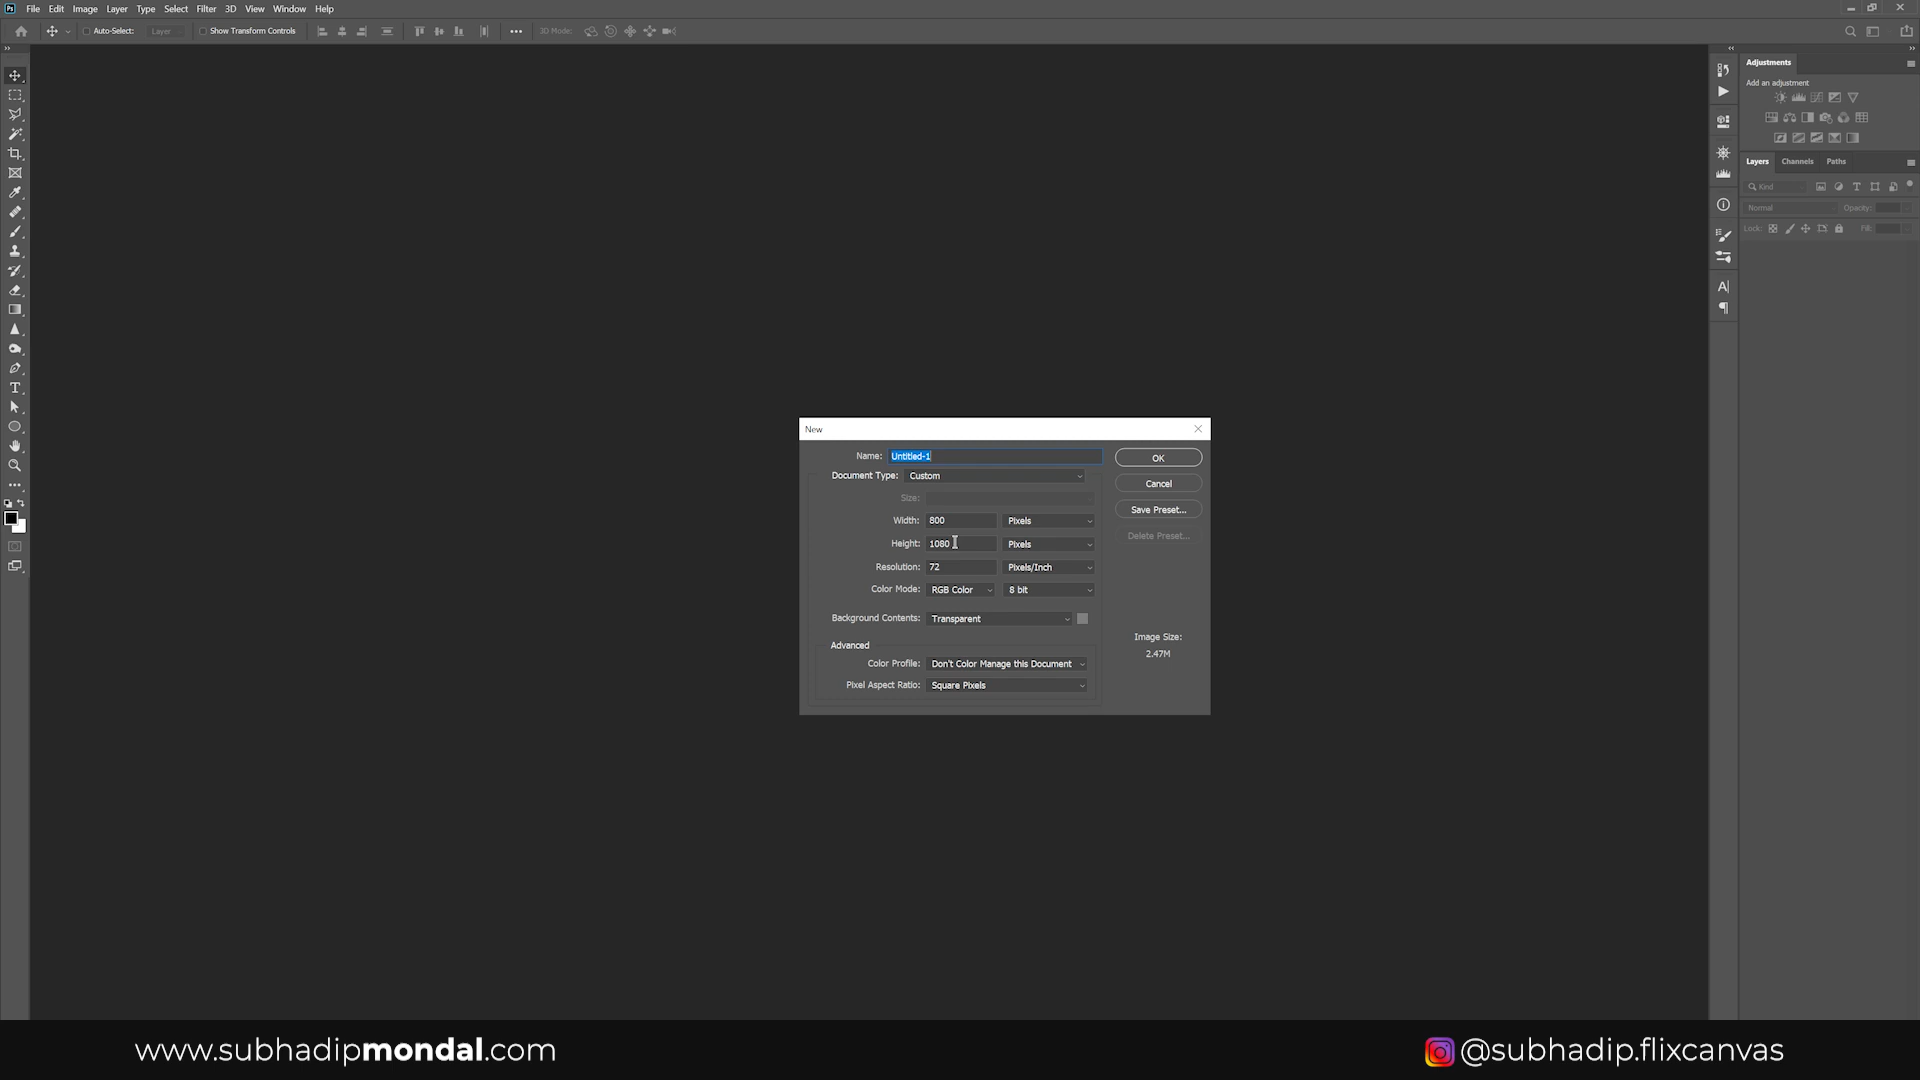 Ps File Edit Image Layer Type Select Filter 3D View Window Help
Auto-Select: Layer Show Transform Controls 3D Mode:
Adjustments
Add an adjustment
Layers Channels Paths
Kind
Normal Opacity:
Lock: Fill:
New
Name: Untitled-1 OK
Document Type: Custom
Cancel
Size:
Save Preset...
Width: 800 Pixels
Delete Preset...
Height: 1080 Pixels
Resolution: 72 Pixels/Inch
Color Mode: RGB Color 8 bit
Background Contents: Transparent
Image Size:
2.47M
Advanced
Color Profile: Don't Color Manage this Document
Pixel Aspect Ratio: Square Pixels
www.subhadipmondal.com @subhadip.flixcanvas